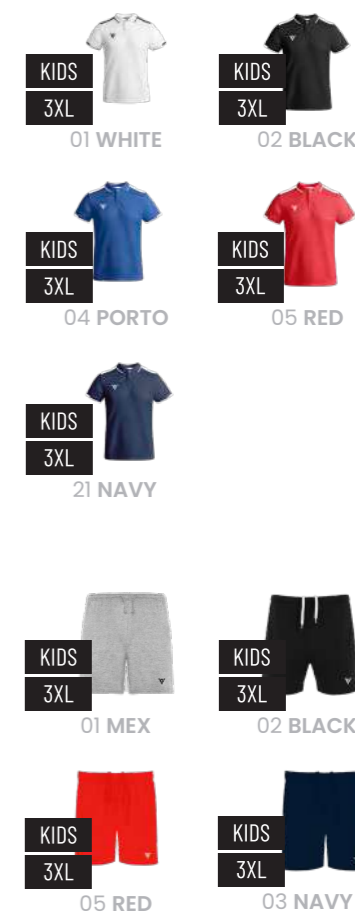 KIDS
3XL
01 WHITE
KIDS
3XL
02 BLACK
KIDS
3XL
04 PORTO
KIDS
3XL
05 RED
KIDS
3XL
21 NAVY
KIDS
3XL
01 MEX
KIDS
3XL
02 BLACK
KIDS
3XL
05 RED
KIDS
3XL
03 NAVY